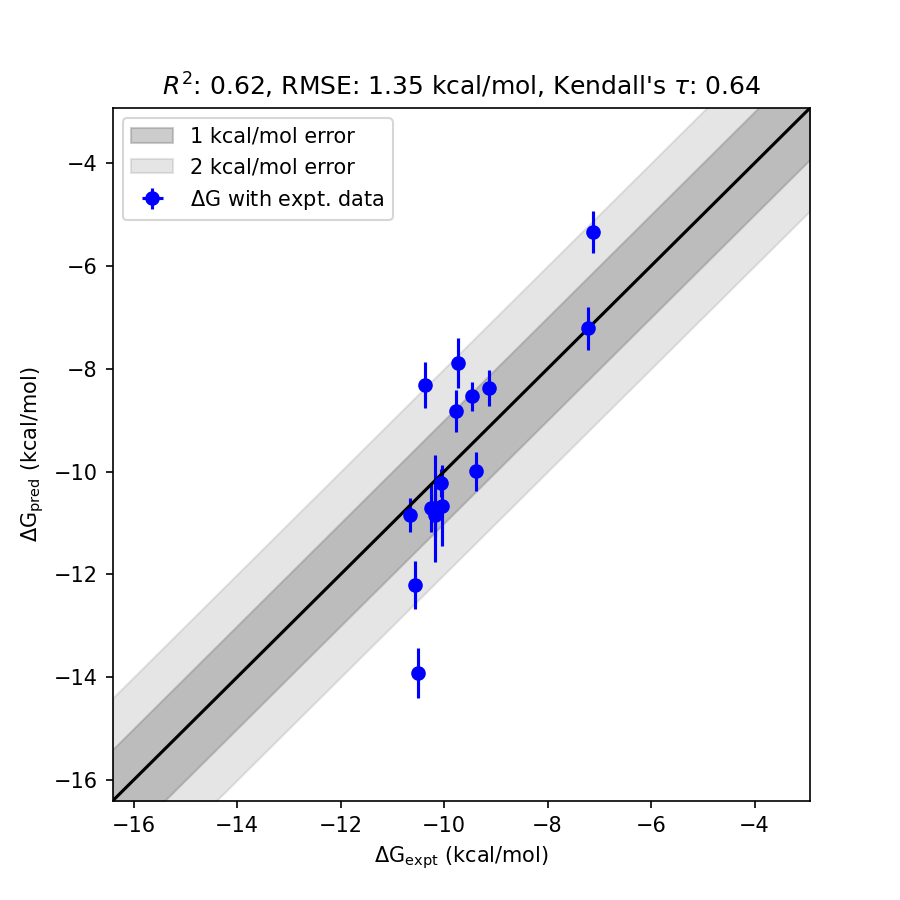 R²: 0.62, RMSE: 1.35 kcal/mol, Kendall's τ: 0.64
1 kcal/mol error
2 kcal/mol error
ΔG with expt. data
−4
−6
−8
−10
−12
−14
−16
ΔGpred (kcal/mol)
−16 −14 −12 −10 −8 −6 −4
ΔGexpt (kcal/mol)